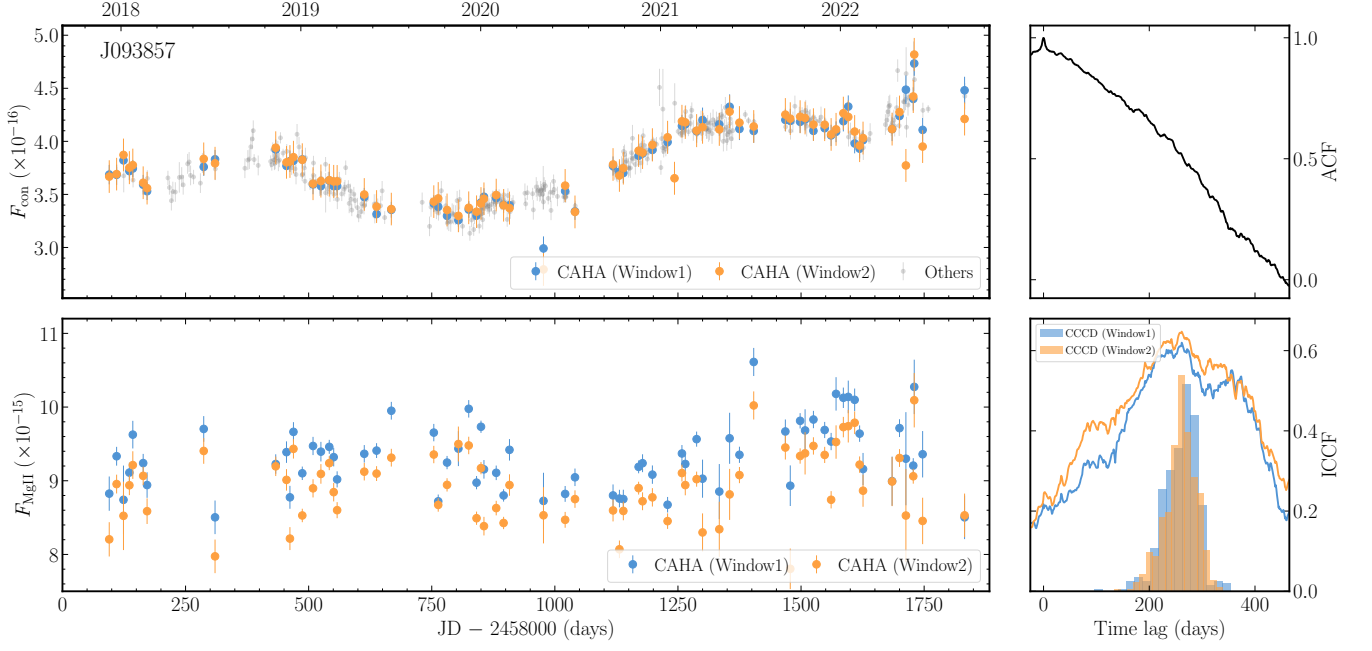 2018 2019 2020 2021 2022
J093857
5.0
4.5
4.0
3.5
3.0
F_con (×10⁻¹⁶)
CAHA (Window1) CAHA (Window2) Others
1.0
0.5
0.0
ACF
11
10
9
8
F_MgII (×10⁻¹⁵)
CAHA (Window1) CAHA (Window2)
0 250 500 750 1000 1250 1500 1750
JD − 2458000 (days)
CCCD (Window1)
CCCD (Window2)
0.6
0.4
0.2
0.0
ICCF
0 200 400
Time lag (days)